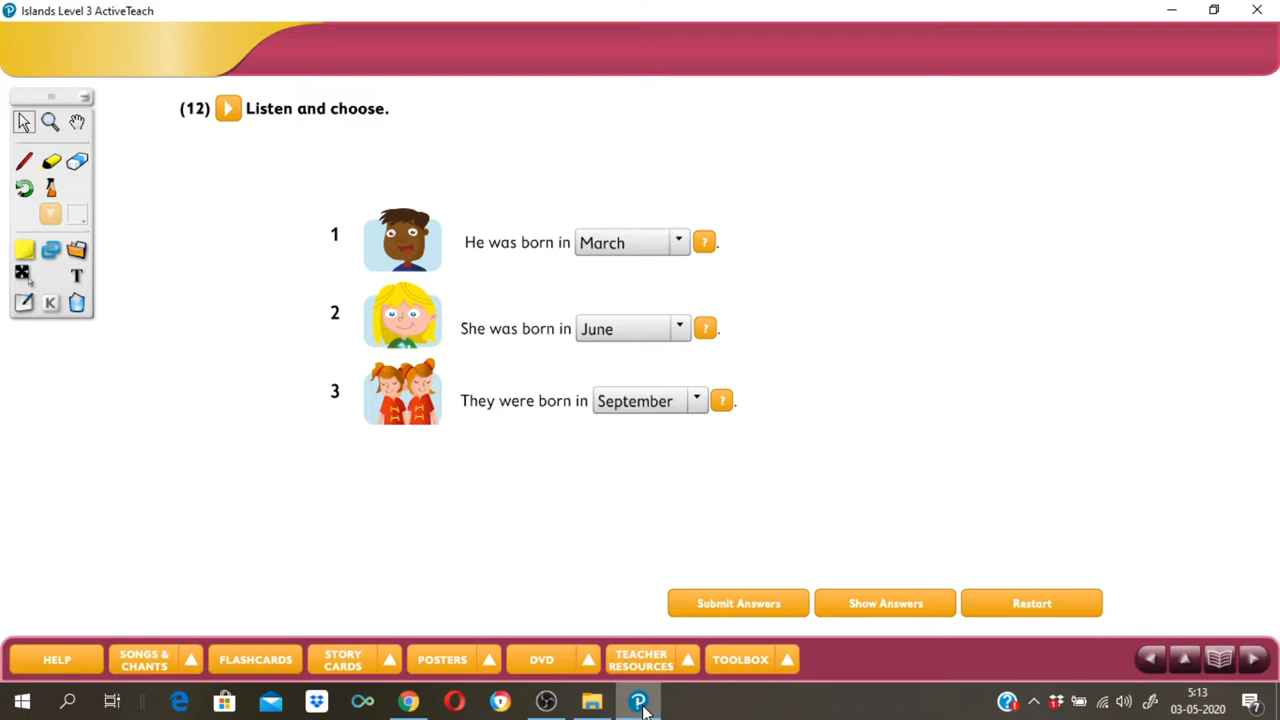 Islands Level 3 ActiveTeach
(12) Listen and choose.
1 He was born in March ? .
2 She was born in June ? .
3 They were born in September ? .
T
K
Submit Answers Show Answers Restart
HELP SONGS & CHANTS FLASHCARDS STORY CARDS POSTERS DVD TEACHER RESOURCES TOOLBOX
5:13
03-05-2020